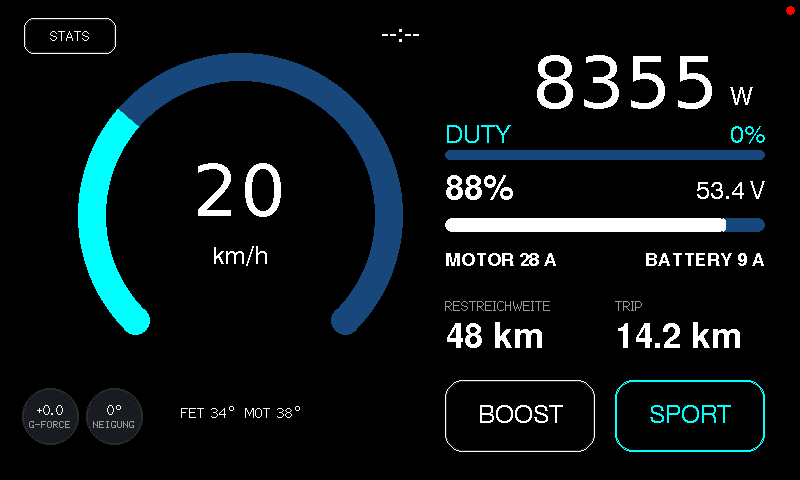 STATS
--:--
8355 W
DUTY 0%
88% 53.4 V
20
km/h
MOTOR 28 A BATTERY 9 A
RESTREICHWEITE TRIP
48 km 14.2 km
+0.0
G-FORCE
0°
NEIGUNG
FET 34° MOT 38°
BOOST SPORT